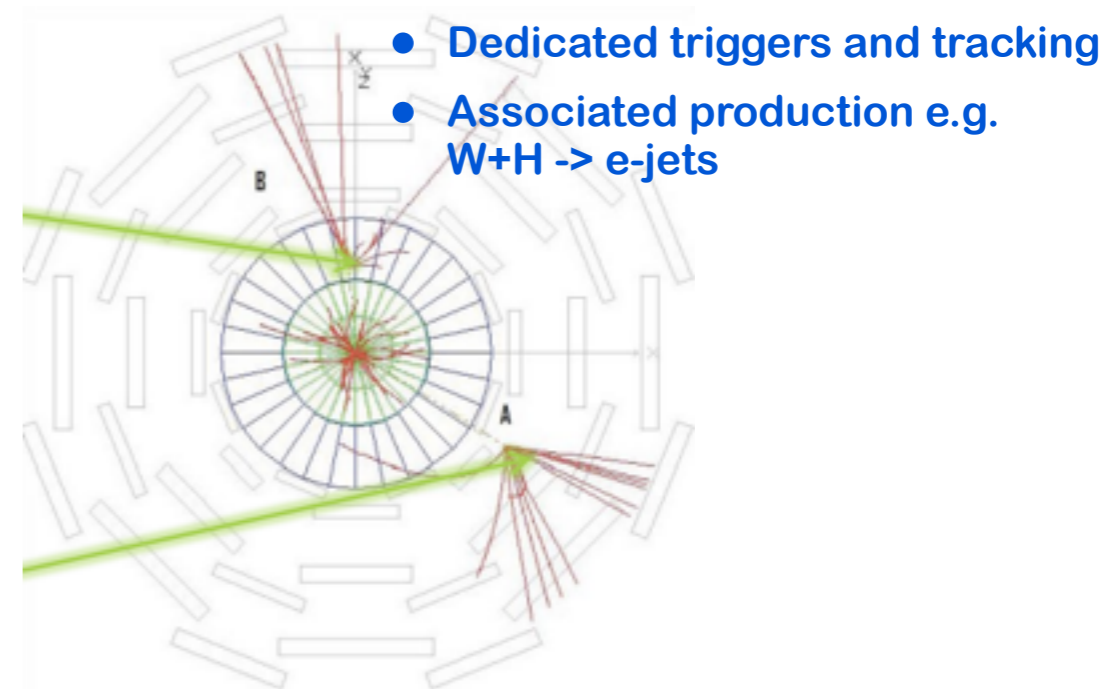 ● Dedicated triggers and tracking
● Associated production e.g.
W+H -> e-jets
B
A
X